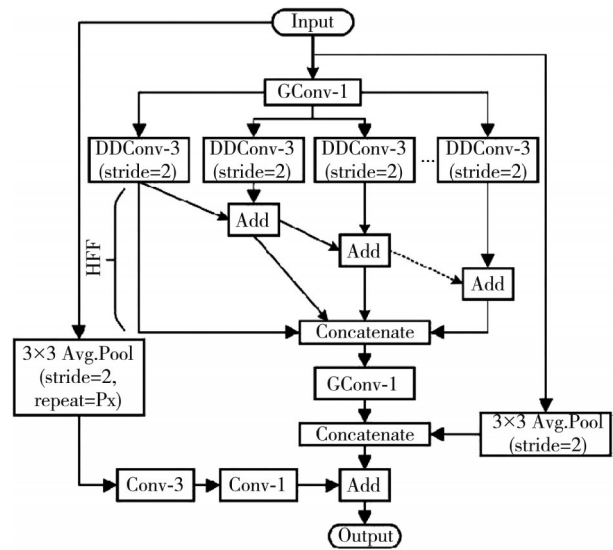 Input
GConv-1
DDConv-3
(stride=2)
DDConv-3
(stride=2)
DDConv-3
(stride=2)
...
DDConv-3
(stride=2)
HFF
Add
Add
Add
Concatenate
3×3 Avg.Pool
(stride=2,
repeat=Px)
GConv-1
Concatenate
3×3 Avg.Pool
(stride=2)
Conv-3
Conv-1
Add
Output